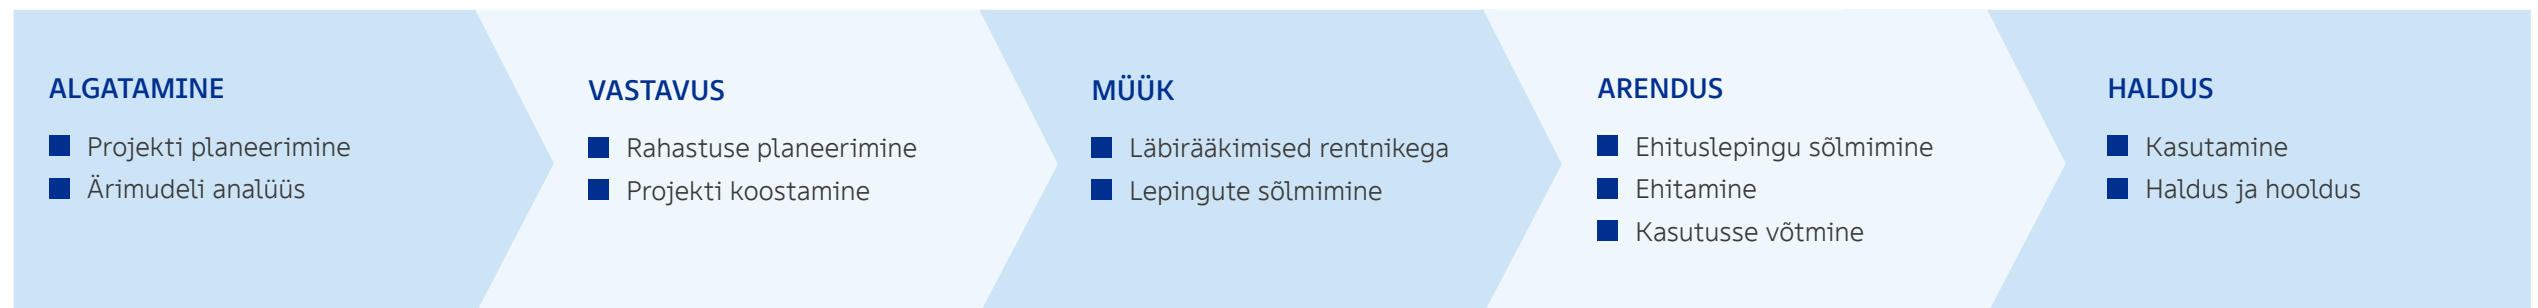 ALGATAMINE
Projekti planeerimine
Ärimudeli analüüs
VASTAVUS
Rahastuse planeerimine
Projekti koostamine
MÜÜK
Läbirääkimised rentnikega
Lepingute sõlmimine
ARENDUS
Ehituslepingu sõlmimine
Ehitamine
Kasutusse võtmine
HALDUS
Kasutamine
Haldus ja hooldus